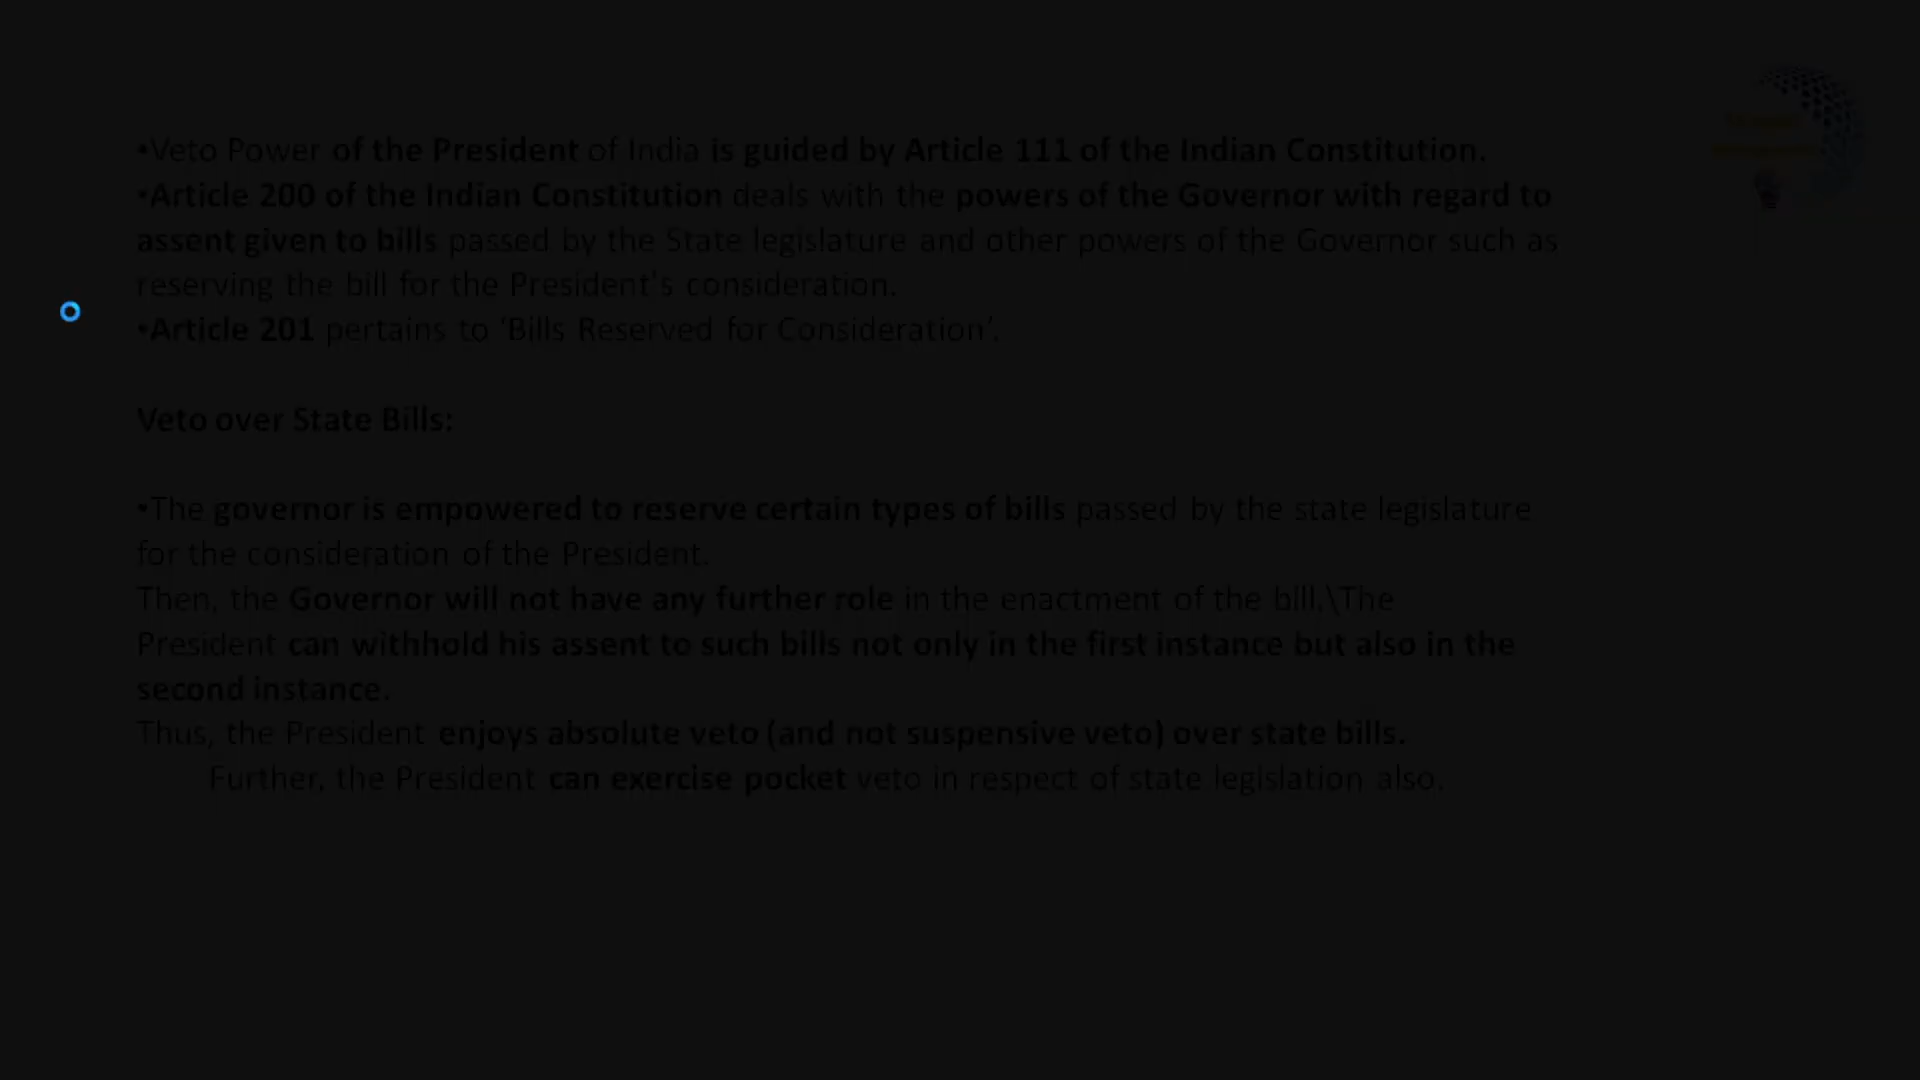 •Veto Power of the President of India is guided by Article 111 of the Indian Constitution.
•Article 200 of the Indian Constitution deals with the powers of the Governor with regard to
assent given to bills passed by the State legislature and other powers of the Governor such as
reserving the bill for the President's consideration.
•Article 201 pertains to ‘Bills Reserved for Consideration’.
Veto over State Bills:
•The governor is empowered to reserve certain types of bills passed by the state legislature
for the consideration of the President.
Then, the Governor will not have any further role in the enactment of the bill.\The
President can withhold his assent to such bills not only in the first instance but also in the
second instance.
Thus, the President enjoys absolute veto (and not suspensive veto) over state bills.
Further, the President can exercise pocket veto in respect of state legislation also.